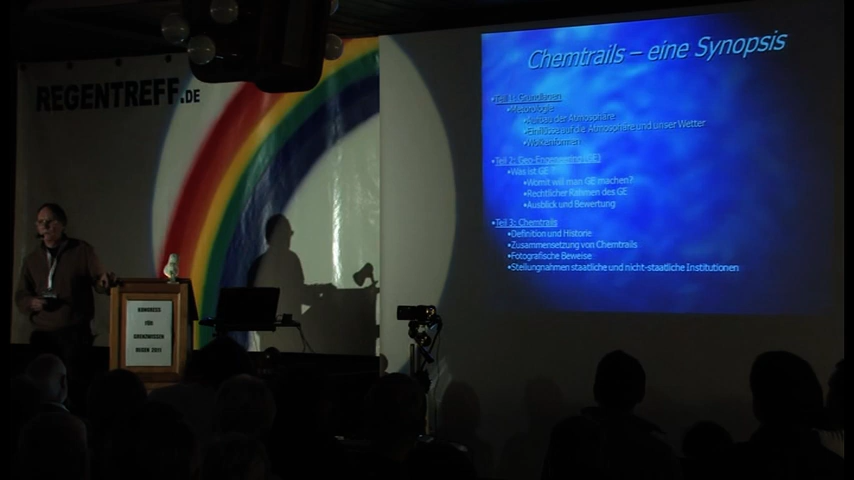 REGENTREFF.DE
Chemtrails – eine Synopsis
Teil 1: Grundlagen
•Meteorologie
•Aufbau der Atmosphäre
•Einflüsse auf die Atmosphäre und unser Wetter
•Wolkenformen
Teil 2: Geo-Engeneering (GE)
•Was ist GE ?
•Womit will man GE machen?
•Rechtlicher Rahmen des GE
•Ausblick und Bewertung
Teil 3: Chemtrails
•Definition und Historie
•Zusammensetzung von Chemtrails
•Fotografische Beweise
•Stellungnahmen staatliche und nicht-staatliche Institutionen
KONGRESS
FÜR
GRENZWISSEN
REGEN 2011